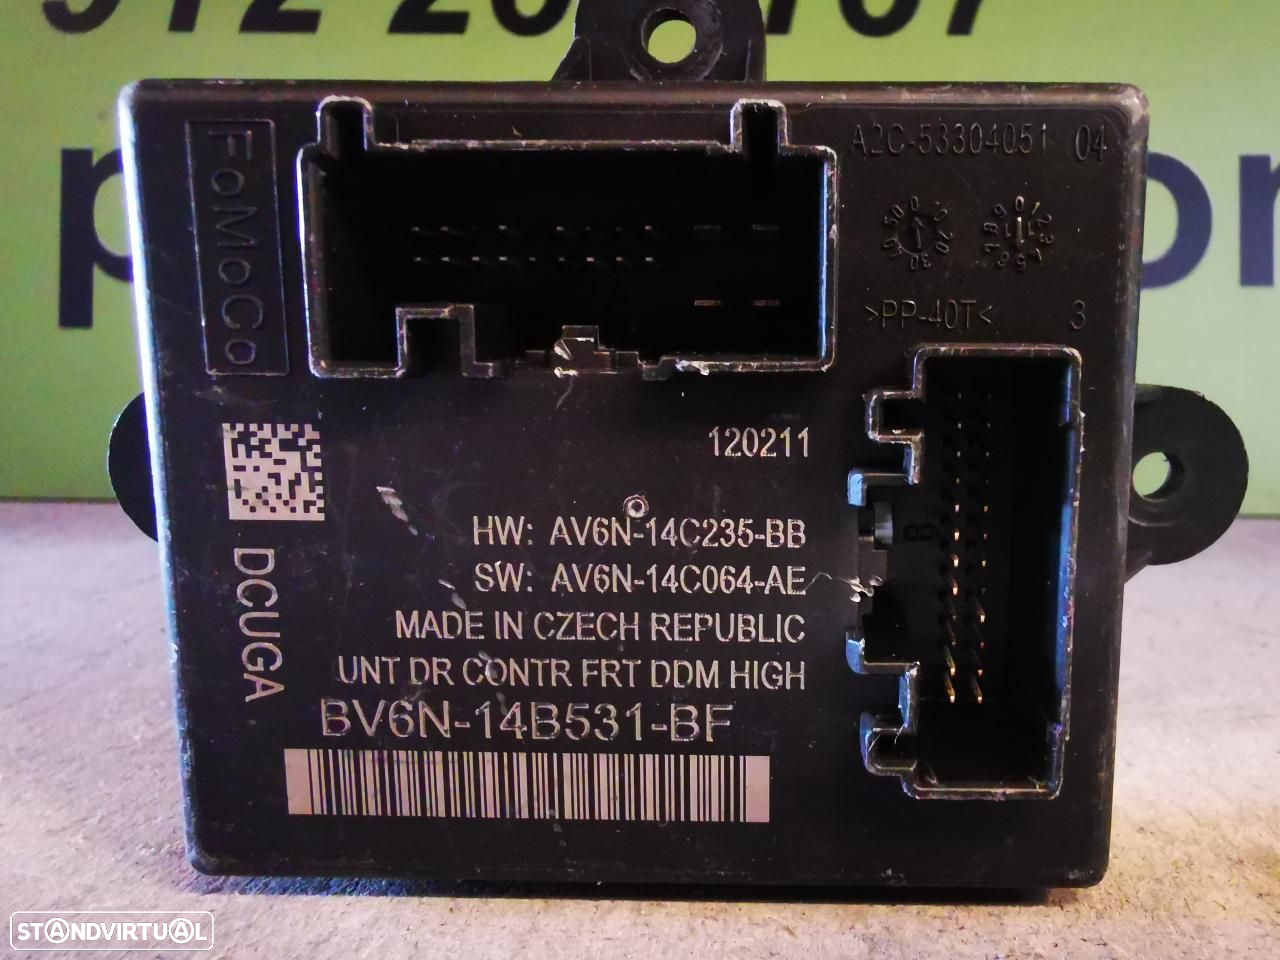 FoMoCo
A2C-53304051 04
>PP-40T< 3
120211
HW: AV6N-14C235-BB
SW: AV6N-14C064-AE
MADE IN CZECH REPUBLIC
UNT DR CONTR FRT DDM HIGH
BV6N-14B531-BF
DCUGA
B
STANDVIRTUAL